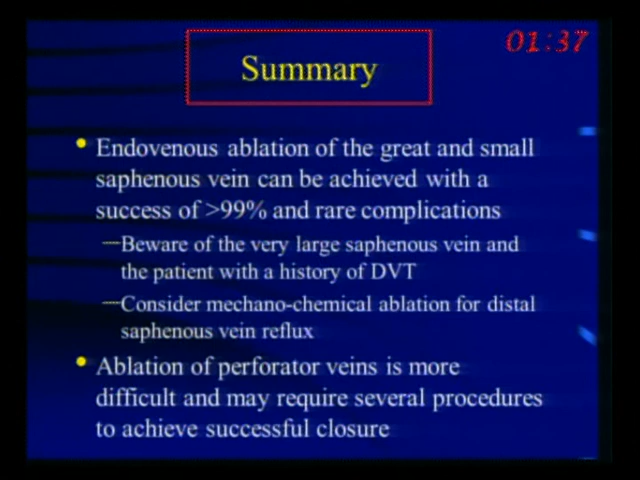 01:37
Summary
Endovenous ablation of the great and small
saphenous vein can be achieved with a
success of >99% and rare complications
—Beware of the very large saphenous vein and
the patient with a history of DVT
—Consider mechano-chemical ablation for distal
saphenous vein reflux
Ablation of perforator veins is more
difficult and may require several procedures
to achieve successful closure